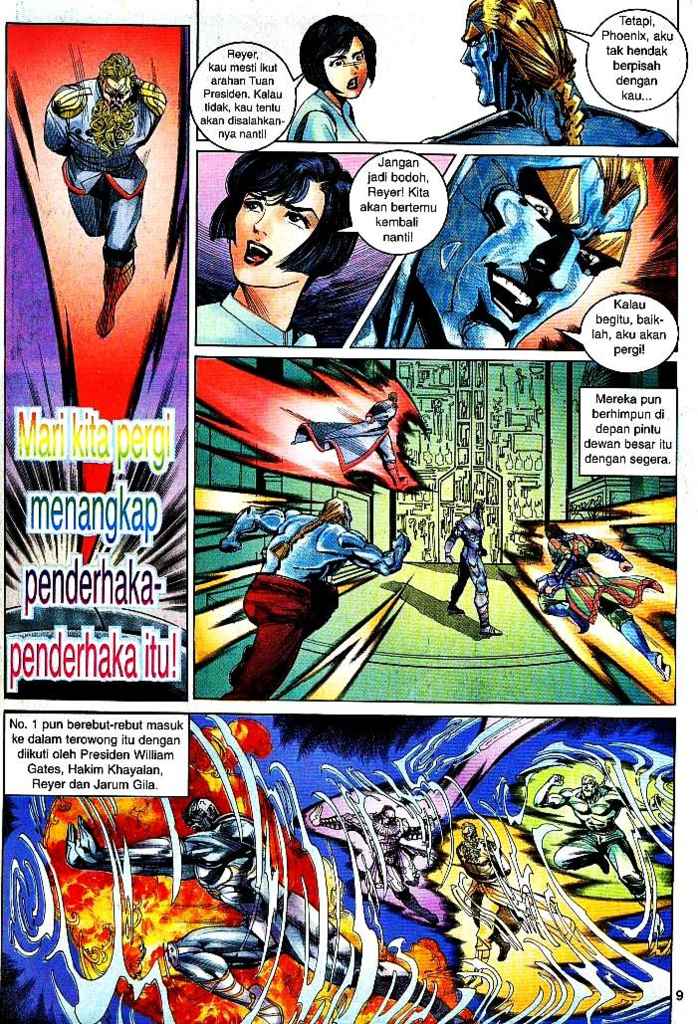 Mari kita pergi
menangkap
penderhaka-
penderhaka itu!
Reyer,
kau mesti ikut
arahan Tuan
Presiden. Kalau
tidak, kau tentu
akan disalahkan-
nya nanti!
Tetapi,
Phoenix, aku
tak hendak
berpisah
dengan
kau...
Jangan
jadi bodoh,
Reyer! Kita
akan bertemu
kembali
nanti!
Kalau
begitu, baik-
lah, aku akan
pergi!
Mereka pun
berhimpun di
depan pintu
dewan besar itu
dengan segera.
No. 1 pun berebut-rebut masuk
ke dalam terowong itu dengan
diikuti oleh Presiden William
Gates, Hakim Khayalan,
Reyer dan Jarum Gila.
9